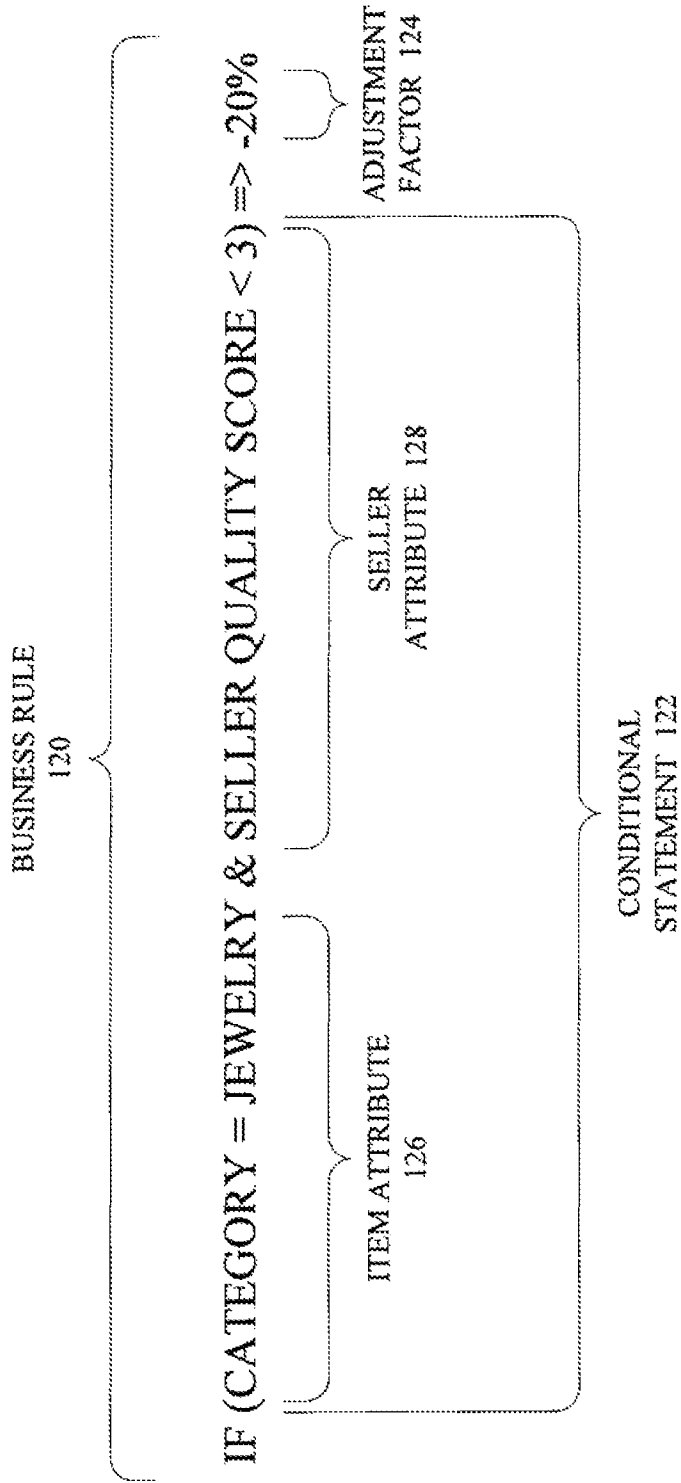 BUSINESS RULE
120
IF (CATEGORY = JEWELRY & SELLER QUALITY SCORE < 3) => -20%
ITEM ATTRIBUTE
126
SELLER
ATTRIBUTE 128
ADJUSTMENT
FACTOR 124
CONDITIONAL
STATEMENT 122